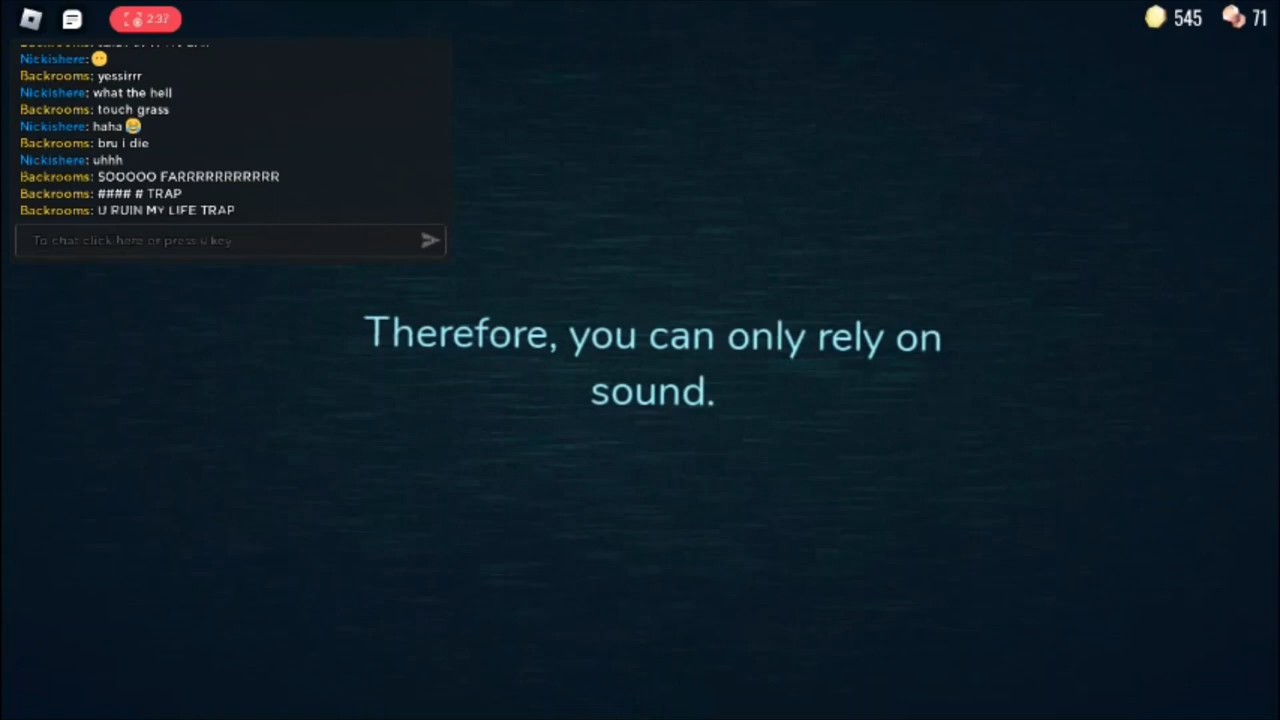 2:37
545
71
Nickishere: 😶
Backrooms: yessirrr
Nickishere: what the hell
Backrooms: touch grass
Nickishere: haha 😂
Backrooms: bru i die
Nickishere: uhhh
Backrooms: SOOOOO FARRRRRRRRRRR
Backrooms: #### # TRAP
Backrooms: U RUIN MY LIFE TRAP
To chat click here or press u key
Therefore, you can only rely on
sound.